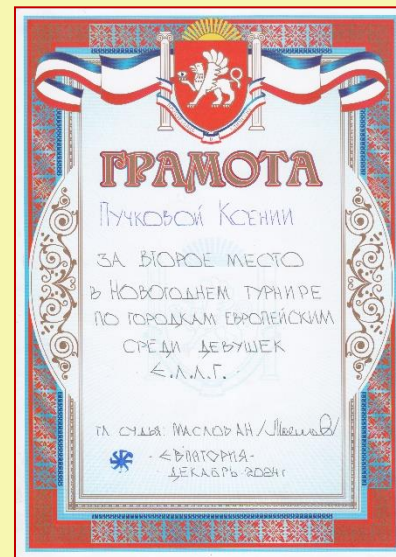 ГРАМОТА
Пучковой Ксении
ЗА ВТОРОЕ МЕСТО
В НОВОГОДНЕМ ТУРНИРЕ
ПО ГОРОДКАМ ЕВРОПЕЙСКИМ
СРЕДИ ДЕВУШЕК
Е.Л.Л.Г.
ГЛ СУДЬЯ: МАСЛОВ АН
-ЕВПАТОРИЯ-
ДЕКАБРЬ 2024г